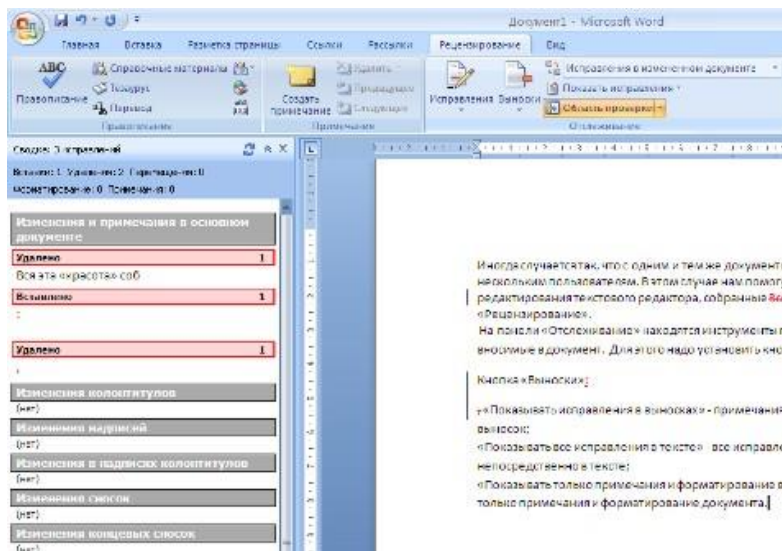 Документ1 - Microsoft Word
Главная Вставка Разметка страницы Ссылки Рассылки Рецензирование Вид
ABC
Правописание
Справочные материалы
Тезаурус
Перевод
Правописание
Создать примечание
Удалить
Предыдущее
Следующее
Примечания
Исправления
Выноски
Исправления в измененном документе
Показать исправления
Область проверки
Отслеживание
Сводка: 3 исправлений
Вставки: 1 Удаления: 2 Перемещения: 0
Форматирование: 0 Примечания: 0
Изменения и примечания в основном
документе
Удалено 1
Вся эта «красота» соб
Вставлено 1
:
Удалено 1
,
Изменения колонтитулов
(нет)
Изменения надписей
(нет)
Изменения в надписях колонтитулов
(нет)
Изменения сносок
(нет)
Изменения концевых сносок
(нет)
Иногда случается так, что с одним и тем же документ
нескольким пользователям. В этом случае нам помог
редактирования текстового редактора, собранные
«Рецензирование».
На панели «Отслеживание» находятся инструменты
вносимые в документ. Для этого надо установить кно
Кнопка «Выноски»:
,«Показывать исправления в выносках» - примечания
выносок;
«Показывать все исправления в тексте» все исправле
непосредственно в тексте;
«Показывать только примечания и форматирование в
только примечания и форматирование документа.